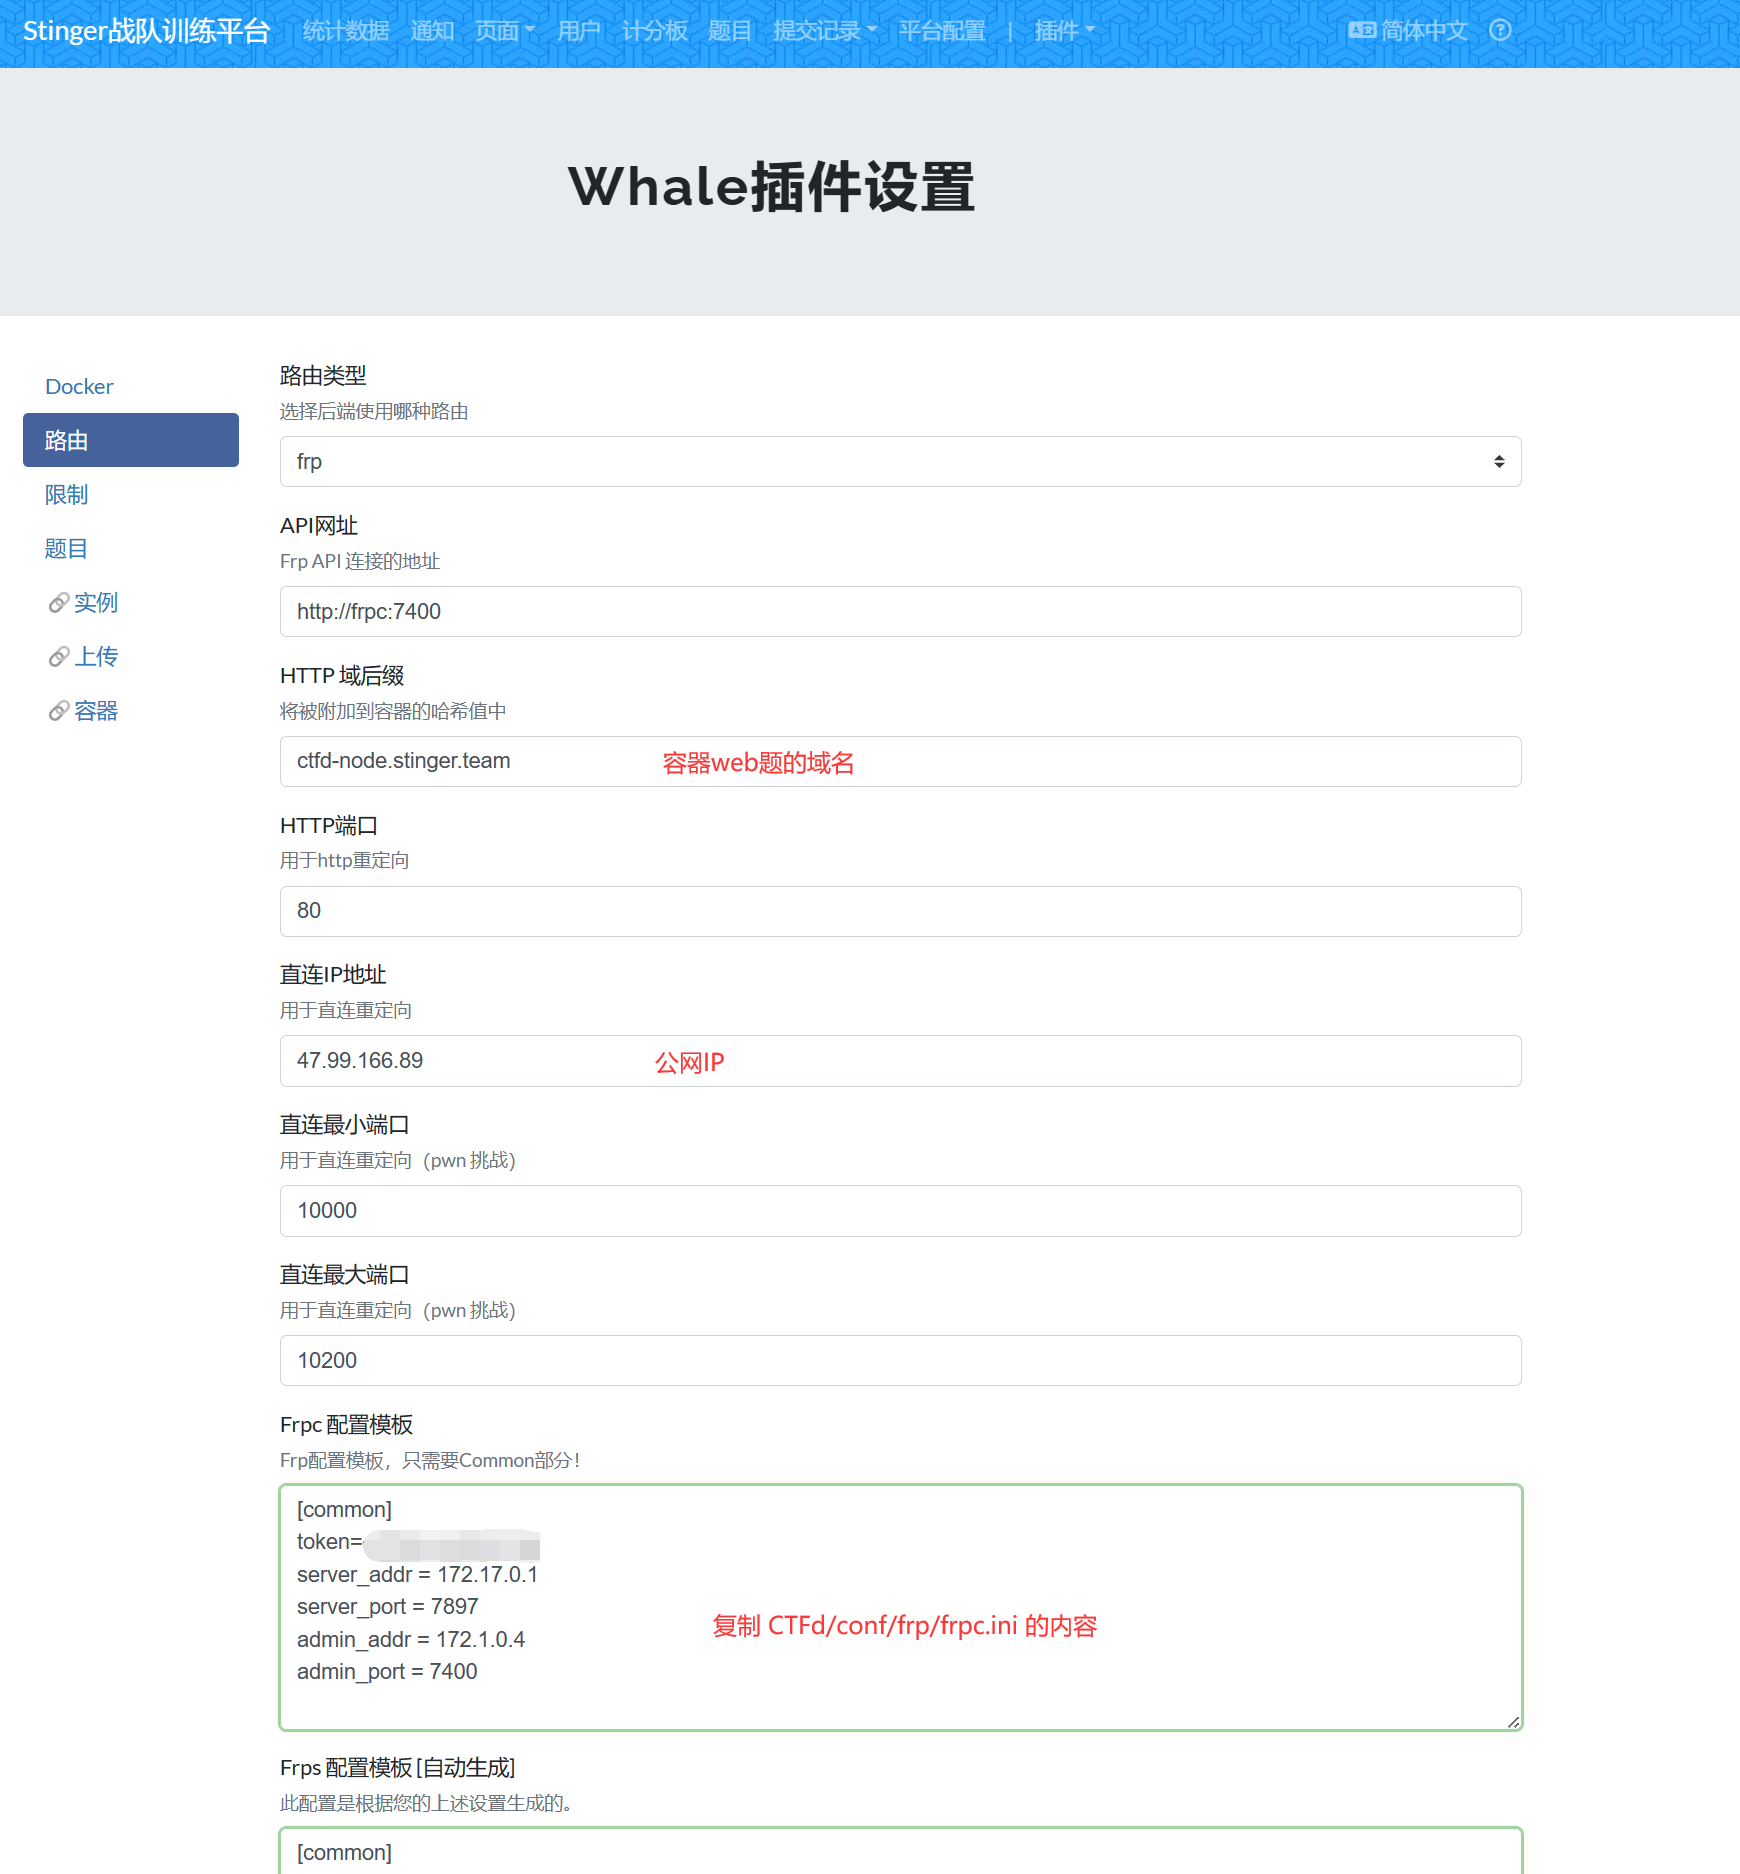 Stinger战队训练平台 统计数据 通知 页面 用户 计分板 题目 提交记录 平台配置 | 插件 简体中文
Whale插件设置
Docker
路由
限制
题目
实例
上传
容器
路由类型
选择后端使用哪种路由
frp
API网址
Frp API 连接的地址
http://frpc:7400
HTTP 域后缀
将被附加到容器的哈希值中
ctfd-node.stinger.team 容器web题的域名
HTTP端口
用于http重定向
80
直连IP地址
用于直连重定向
47.99.166.89 公网IP
直连最小端口
用于直连重定向（pwn 挑战）
10000
直连最大端口
用于直连重定向（pwn 挑战）
10200
Frpc 配置模板
Frp配置模板，只需要Common部分！
[common]
token=
server_addr = 172.17.0.1
server_port = 7897
复制 CTFd/conf/frp/frpc.ini 的内容
admin_addr = 172.1.0.4
admin_port = 7400
Frps 配置模板 [自动生成]
此配置是根据您的上述设置生成的。
[common]